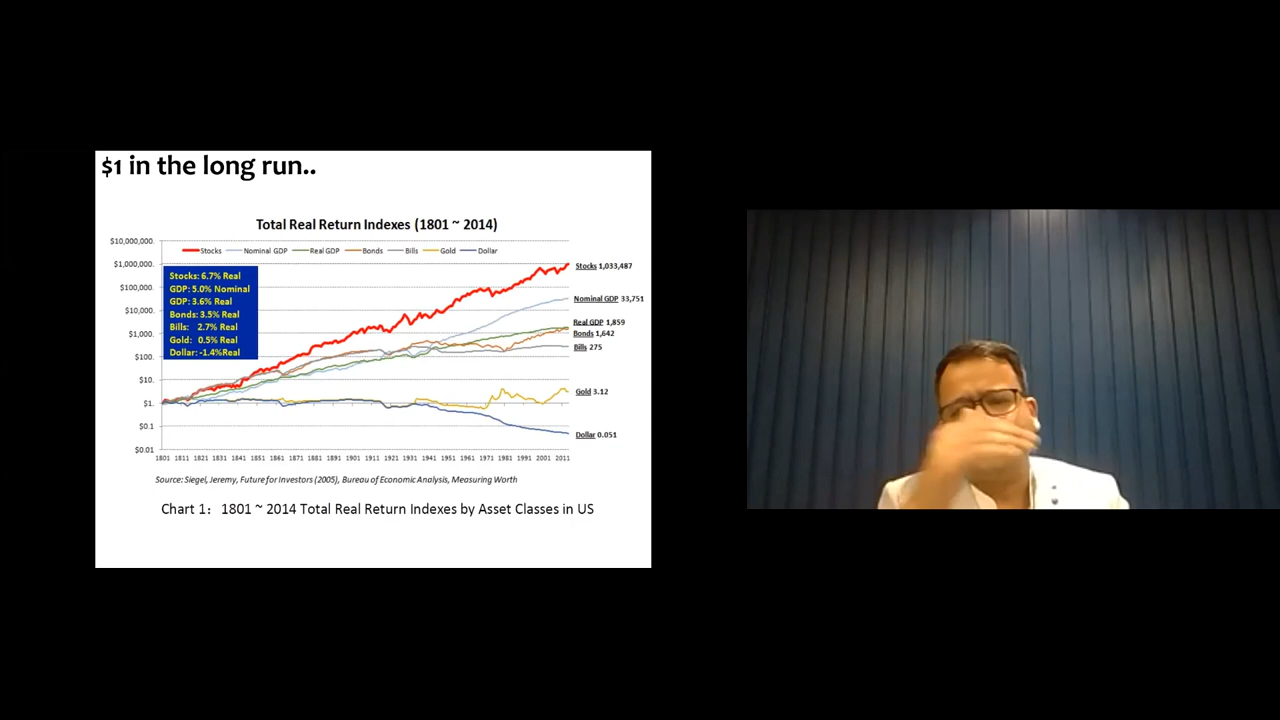 $1 in the long run..
Total Real Return Indexes (1801 ~ 2014)
$10,000,000.
$1,000,000.
$100,000.
$10,000.
$1,000.
$100.
$10.
$1.
$0.1
$0.01
Stocks Nominal GDP Real GDP Bonds Bills Gold Dollar
Stocks: 6.7% Real
GDP: 5.0% Nominal
GDP: 3.6% Real
Bonds: 3.5% Real
Bills: 2.7% Real
Gold: 0.5% Real
Dollar: -1.4%Real
Stocks 1,033,487
Nominal GDP 33,751
Real GDP 1,859
Bonds 1,642
Bills 275
Gold 3.12
Dollar 0.051
1801 1811 1821 1831 1841 1851 1861 1871 1881 1891 1901 1911 1921 1931 1941 1951 1961 1971 1981 1991 2001 2011
Source: Siegel, Jeremy, Future for Investors (2005), Bureau of Economic Analysis, Measuring Worth
Chart 1: 1801 ~ 2014 Total Real Return Indexes by Asset Classes in US